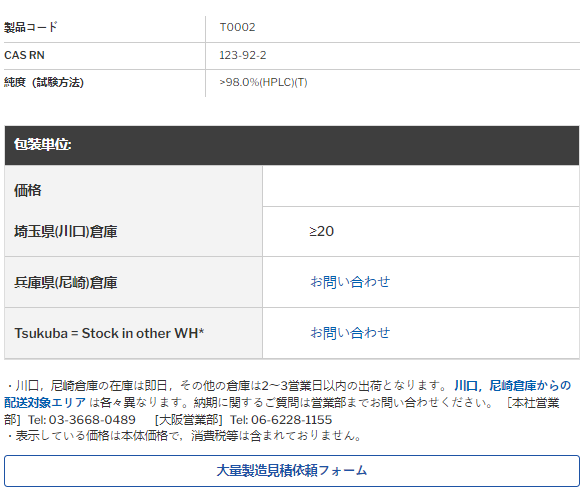 製品コード T0002
CAS RN 123-92-2
純度（試験方法） >98.0%(HPLC)(T)
包装単位:
価格
埼玉県(川口)倉庫 ≥20
兵庫県(尼崎)倉庫 お問い合わせ
Tsukuba = Stock in other WH* お問い合わせ
・川口，尼崎倉庫の在庫は即日，その他の倉庫は2～3営業日以内の出荷となります。 川口，尼崎倉庫からの
配送対象エリア は各々異なります。納期に関するご質問は営業部までお問い合わせください。 ［本社営業
部］Tel: 03-3668-0489 ［大阪営業部］Tel: 06-6228-1155
・表示している価格は本体価格で，消費税等は含まれておりません。
大量製造見積依頼フォーム